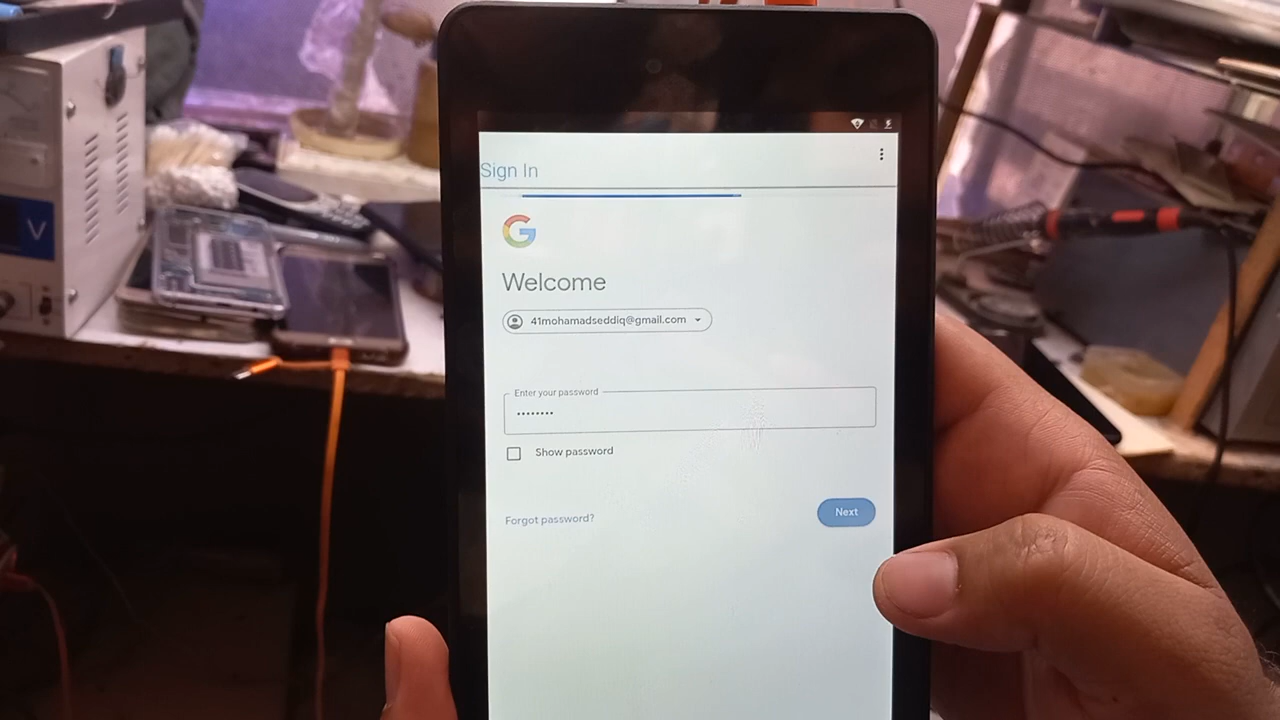 Sign In
Welcome
41mohamadseddiq@gmail.com
Enter your password
••••••••
Show password
Forgot password?
Next
V